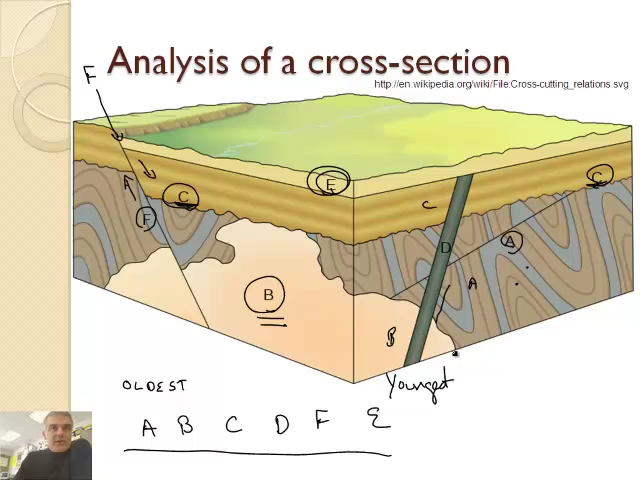 Analysis of a cross-section
http://en.wikipedia.org/wiki/File:Cross-cutting_relations.svg
F
E
C
C
C
F
D
A
A
B
B
OLDEST
Youngest
A B C D F E